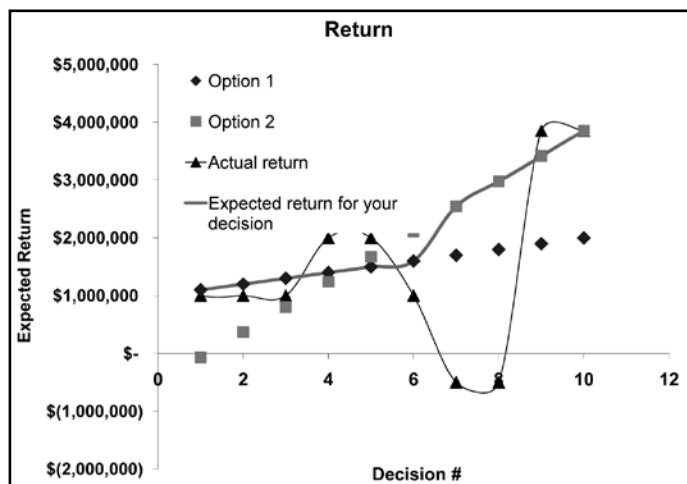 Return
$5,000,000
$4,000,000
$3,000,000
$2,000,000
$1,000,000
$-
$(1,000,000)
$(2,000,000)
Expected Return
Option 1
Option 2
Actual return
Expected return for your
decision
0 2 4 6 8 10 12
Decision #